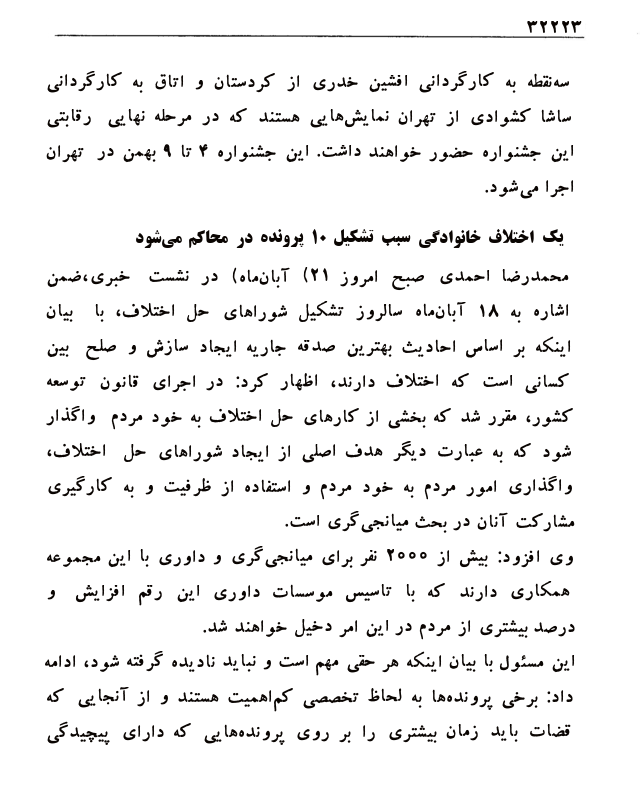 ۳۲۲۲۳
سه‌نقطه به کارگردانی افشین خدری از کردستان و اتاق به کارگردانی
ساشا کشوادی از تهران نمایش‌هایی هستند که در مرحله نهایی رقابتی
این جشنواره حضور خواهند داشت. این جشنواره ۴ تا ۹ بهمن در تهران
اجرا می‌شود.
یک اختلاف خانوادگی سبب تشکیل ۱۰ پرونده در محاکم می‌شود
محمدرضا احمدی صبح امروز ۲۱) آبان‌ماه) در نشست خبری،ضمن
اشاره به ۱۸ آبان‌ماه سالروز تشکیل شوراهای حل اختلاف، با بیان
اینکه بر اساس احادیث بهترین صدقه جاریه ایجاد سازش و صلح بین
کسانی است که اختلاف دارند، اظهار کرد: در اجرای قانون توسعه
کشور، مقرر شد که بخشی از کارهای حل اختلاف به خود مردم واگذار
شود که به عبارت دیگر هدف اصلی از ایجاد شوراهای حل اختلاف،
واگذاری امور مردم به خود مردم و استفاده از ظرفیت و به کارگیری
مشارکت آنان در بحث میانجی‌گری است.
وی افزود: بیش از ۲۰۰۰ نفر برای میانجی‌گری و داوری با این مجموعه
همکاری دارند که با تاسیس موسسات داوری این رقم افزایش و
درصد بیشتری از مردم در این امر دخیل خواهند شد.
این مسئول با بیان اینکه هر حقی مهم است و نباید نادیده گرفته شود، ادامه
داد: برخی پرونده‌ها به لحاظ تخصصی کم‌اهمیت هستند و از آنجایی که
قضات باید زمان بیشتری را بر روی پرونده‌هایی که دارای پیچیدگی